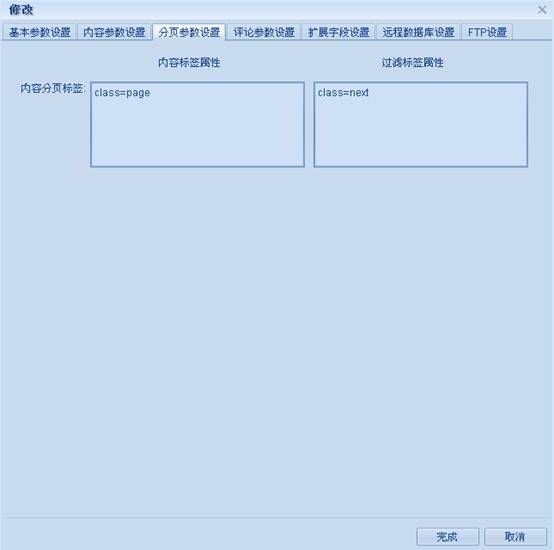 修改
基本参数设置 内容参数设置 分页参数设置 评论参数设置 扩展字段设置 远程数据库设置 FTP设置
内容标签属性 过滤标签属性
内容分页标签: class=page class=next
完成 取消